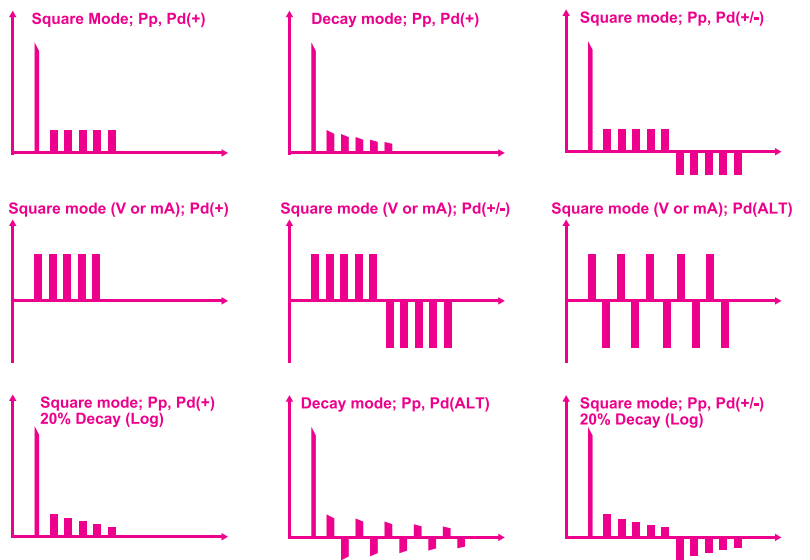 Square Mode; Pp, Pd(+)
Decay mode; Pp, Pd(+)
Square mode; Pp, Pd(+/-)
Square mode (V or mA); Pd(+)
Square mode (V or mA); Pd(+/-)
Square mode (V or mA); Pd(ALT)
Square mode; Pp, Pd(+)
20% Decay (Log)
Decay mode; Pp, Pd(ALT)
Square mode; Pp, Pd(+/-)
20% Decay (Log)